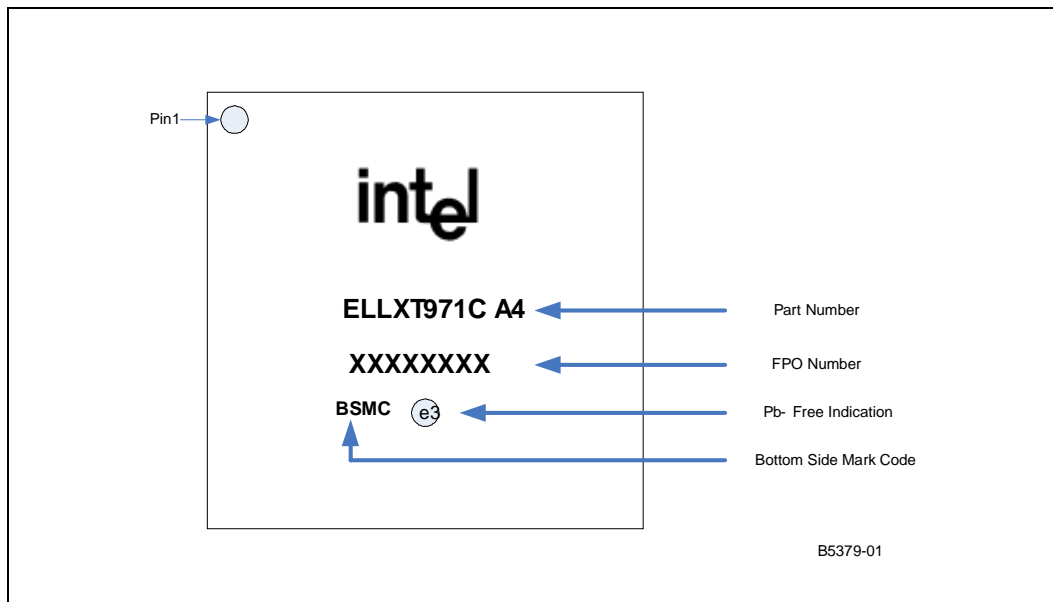 Pin1
intel
ELLXT971C A4
Part Number
XXXXXXXX
FPO Number
BSMC e3
Pb- Free Indication
Bottom Side Mark Code
B5379-01